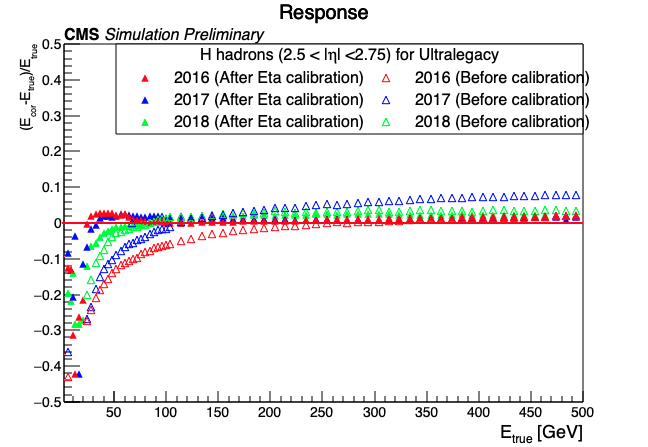 Response
CMS Simulation Preliminary
H hadrons (2.5 < |η| <2.75) for Ultralegacy
2016 (After Eta calibration) 2016 (Before calibration)
2017 (After Eta calibration) 2017 (Before calibration)
2018 (After Eta calibration) 2018 (Before calibration)
(E_cor-E_true)/E_true
0.5
0.4
0.3
0.2
0.1
0
−0.1
−0.2
−0.3
−0.4
−0.5
50 100 150 200 250 300 350 400 450 500
E_true [GeV]